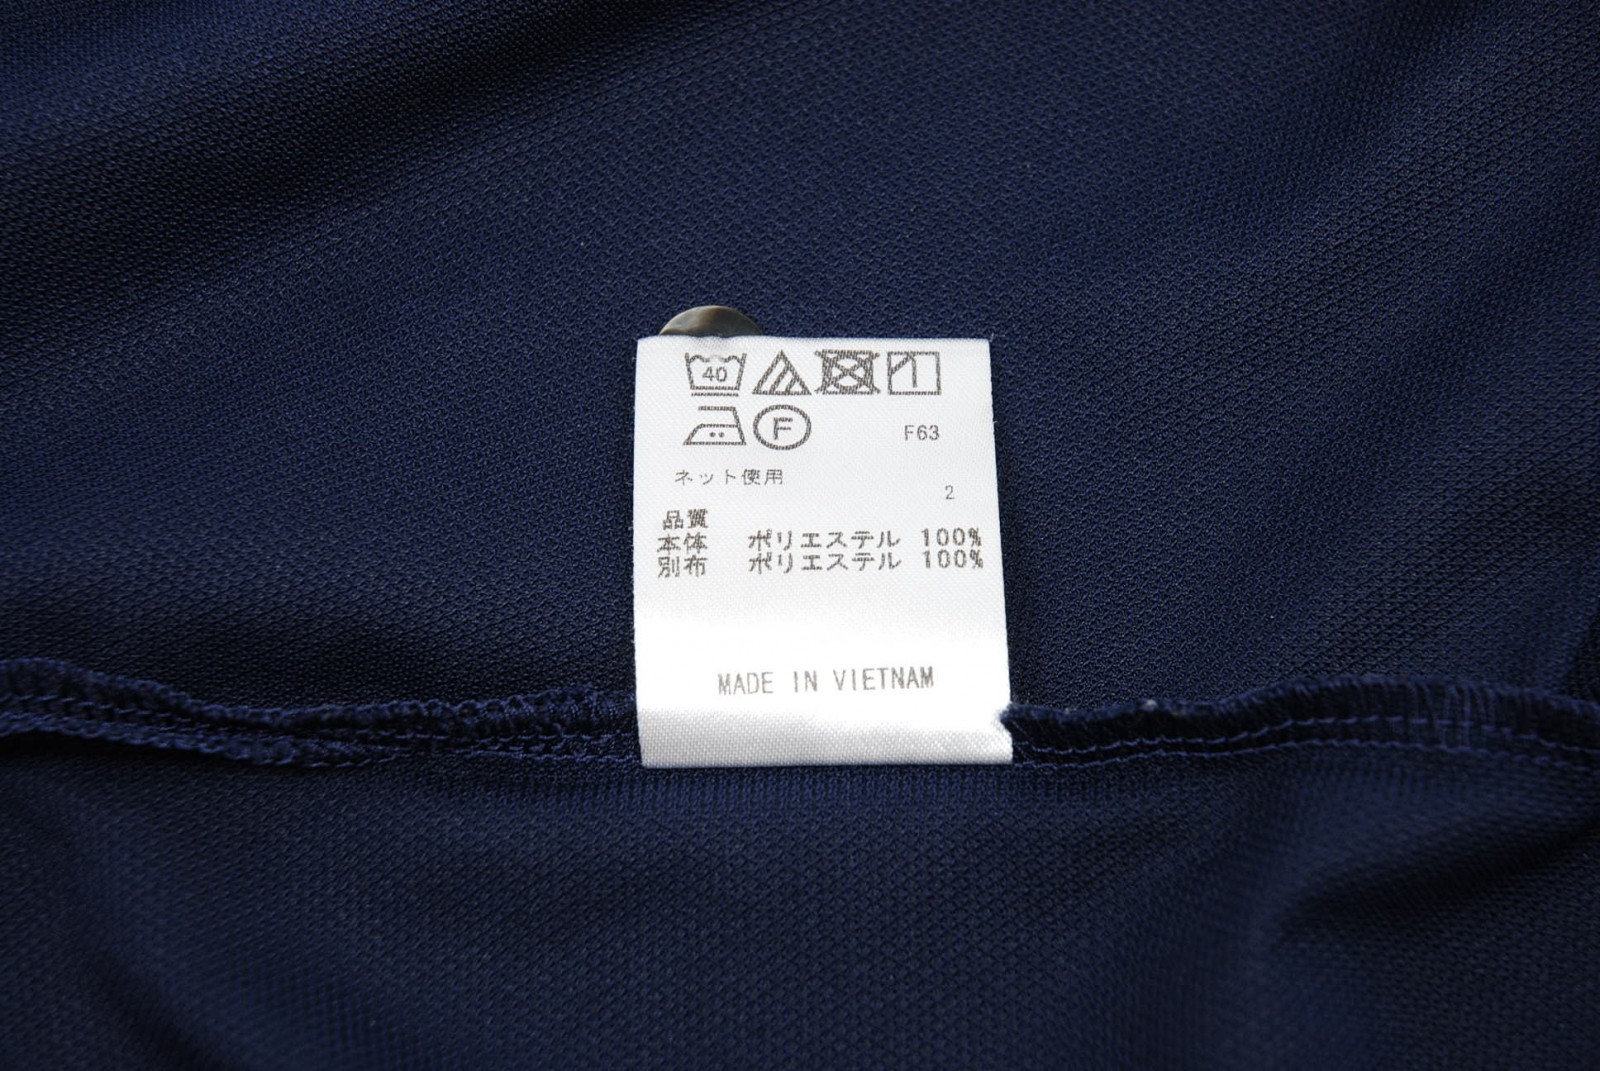 40
F
F63
ネット使用
2
品質
本体 ポリエステル 100%
別布 ポリエステル 100%
MADE IN VIETNAM